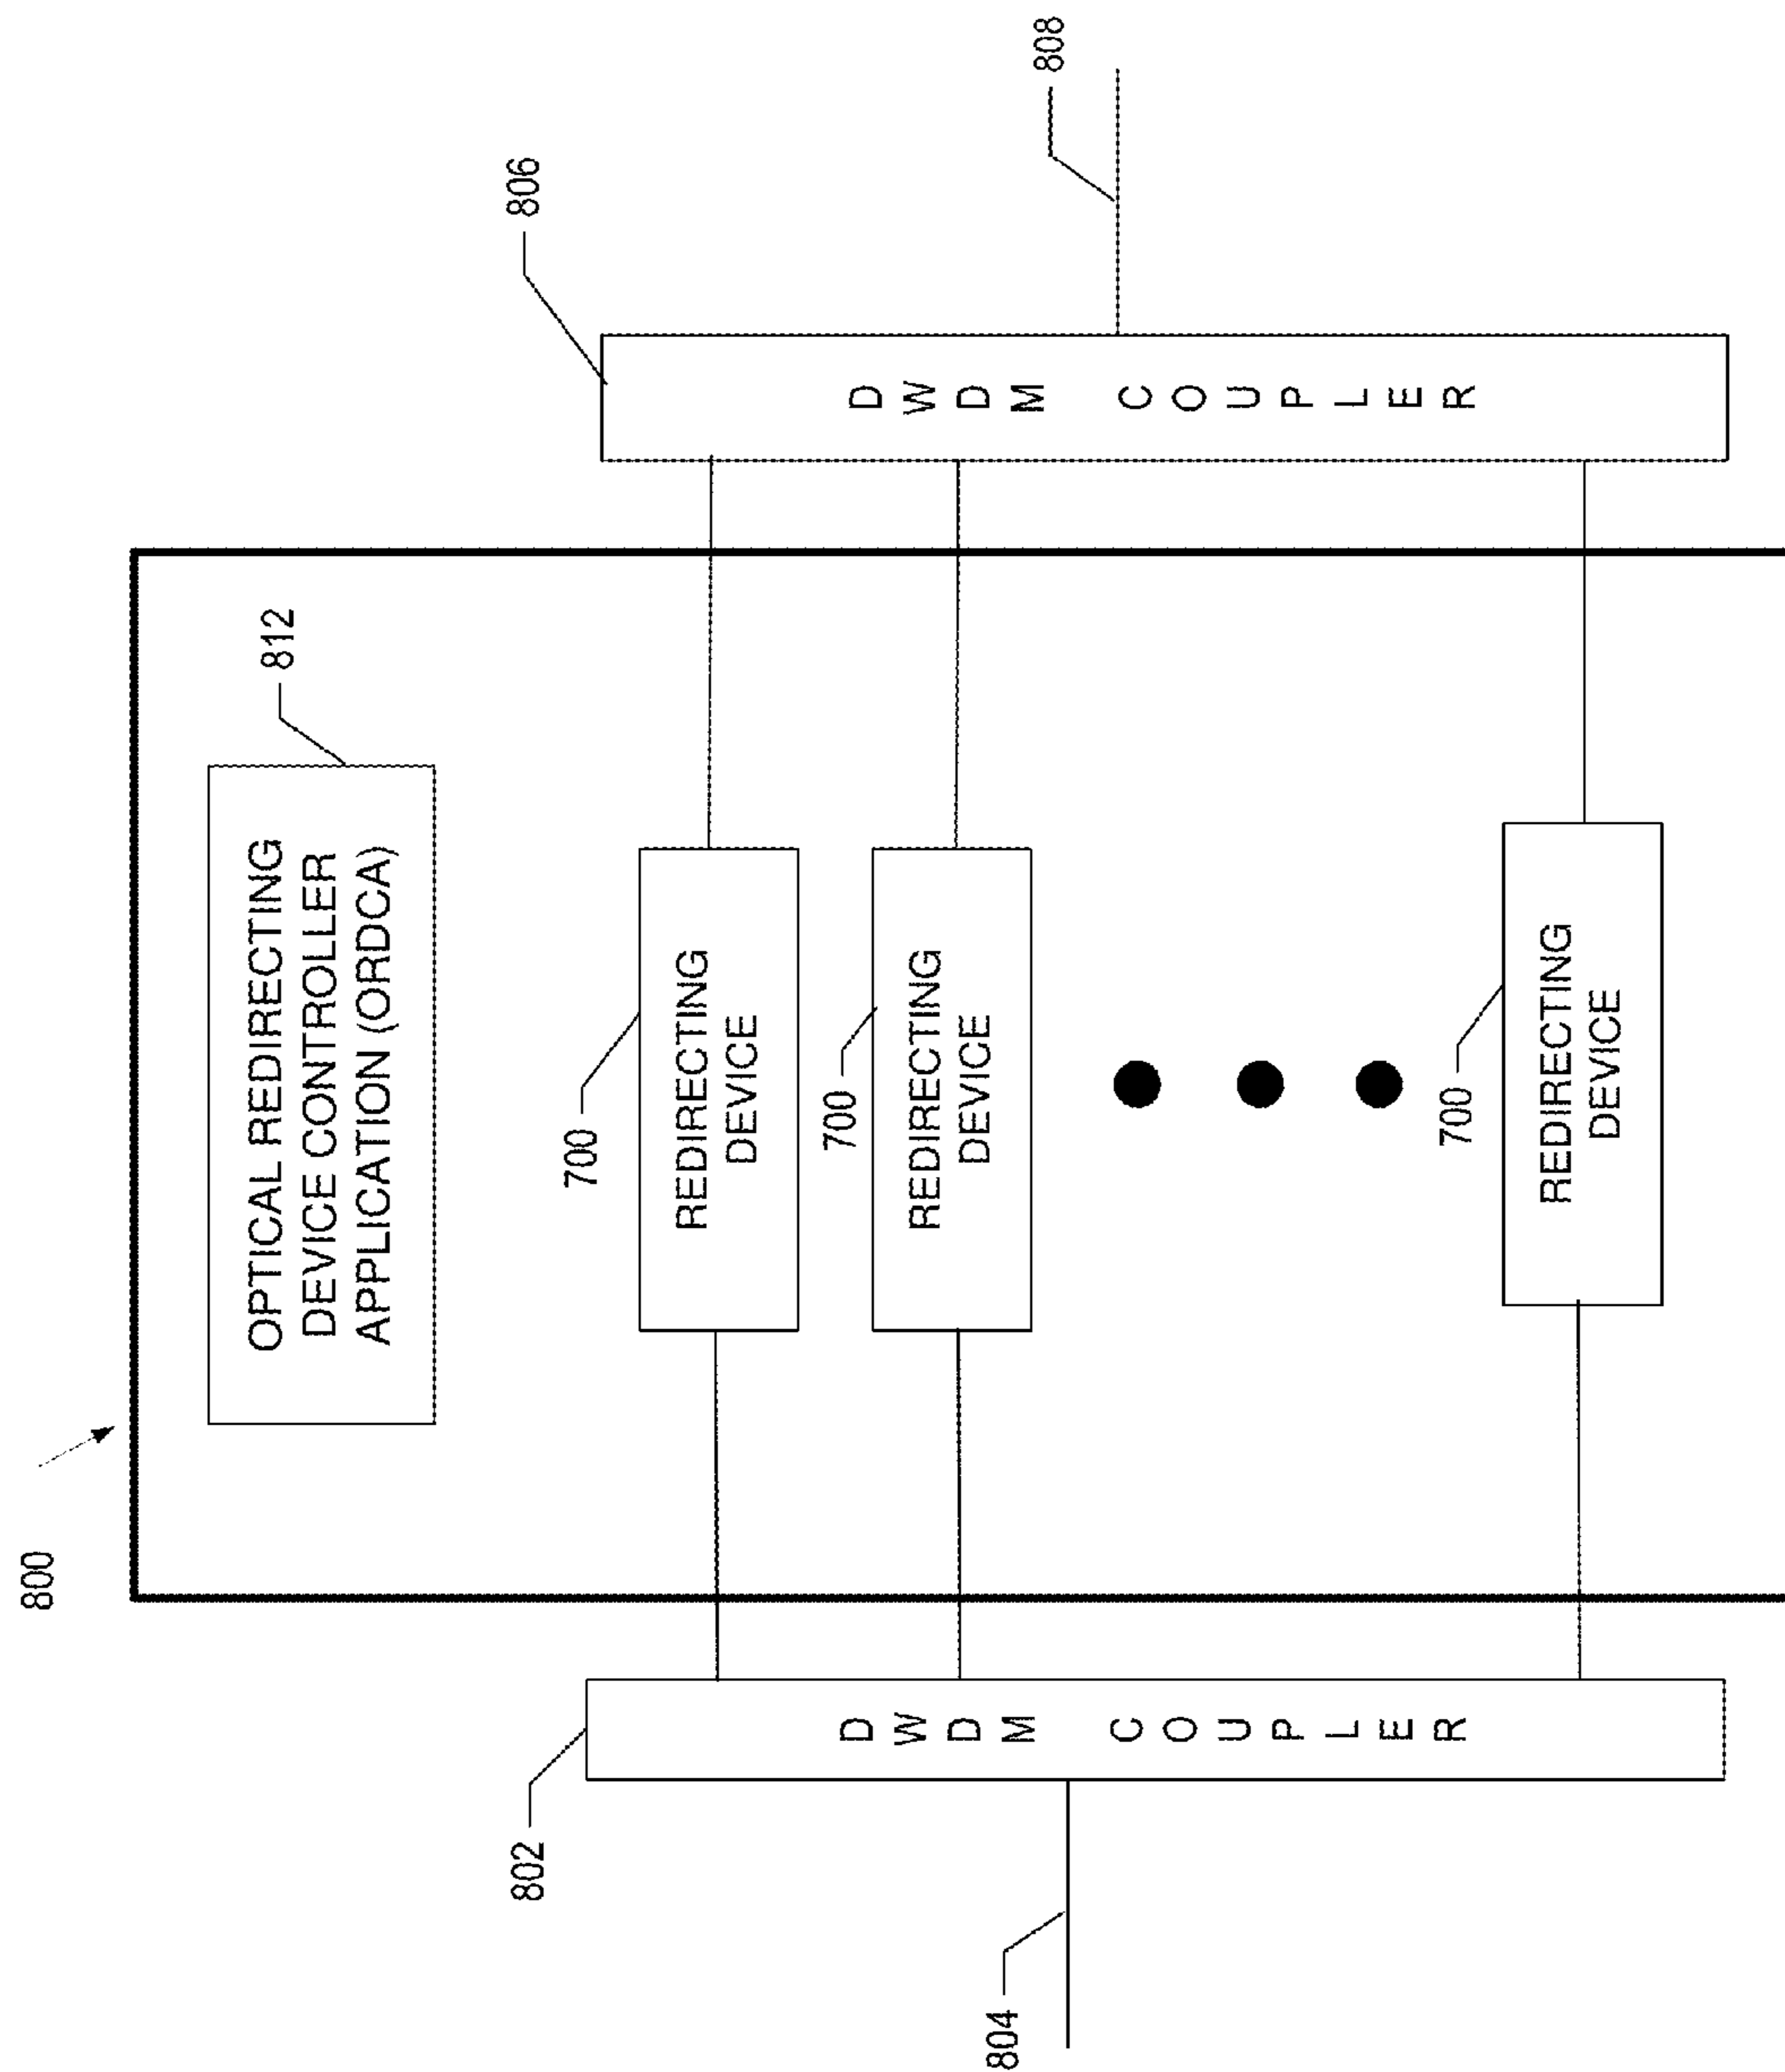 800
OPTICAL REDIRECTING
DEVICE CONTROLLER
APPLICATION (ORDCA)
812
802
DWDM COUPLER
804
700
REDIRECTING
DEVICE
700
REDIRECTING
DEVICE
700
REDIRECTING
DEVICE
806
DWDM COUPLER
808